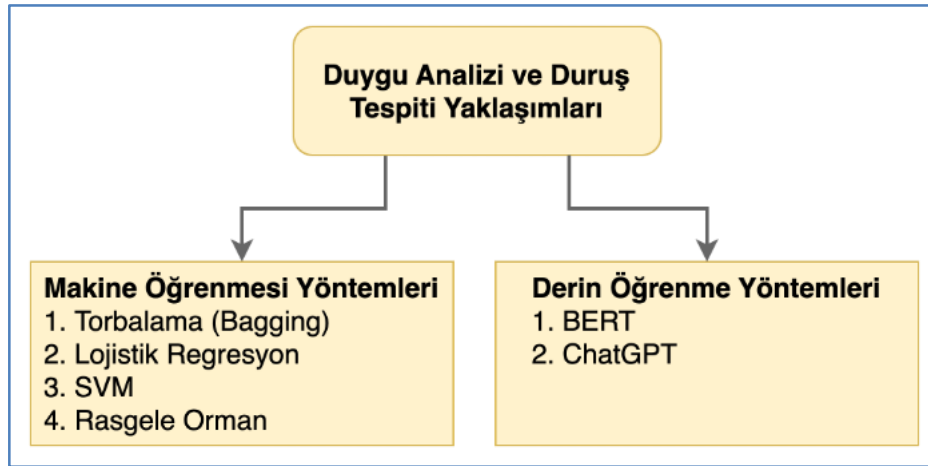 Duygu Analizi ve Duruş
Tespiti Yaklaşımları
Makine Öğrenmesi Yöntemleri
1. Torbalama (Bagging)
2. Lojistik Regresyon
3. SVM
4. Rasgele Orman
Derin Öğrenme Yöntemleri
1. BERT
2. ChatGPT